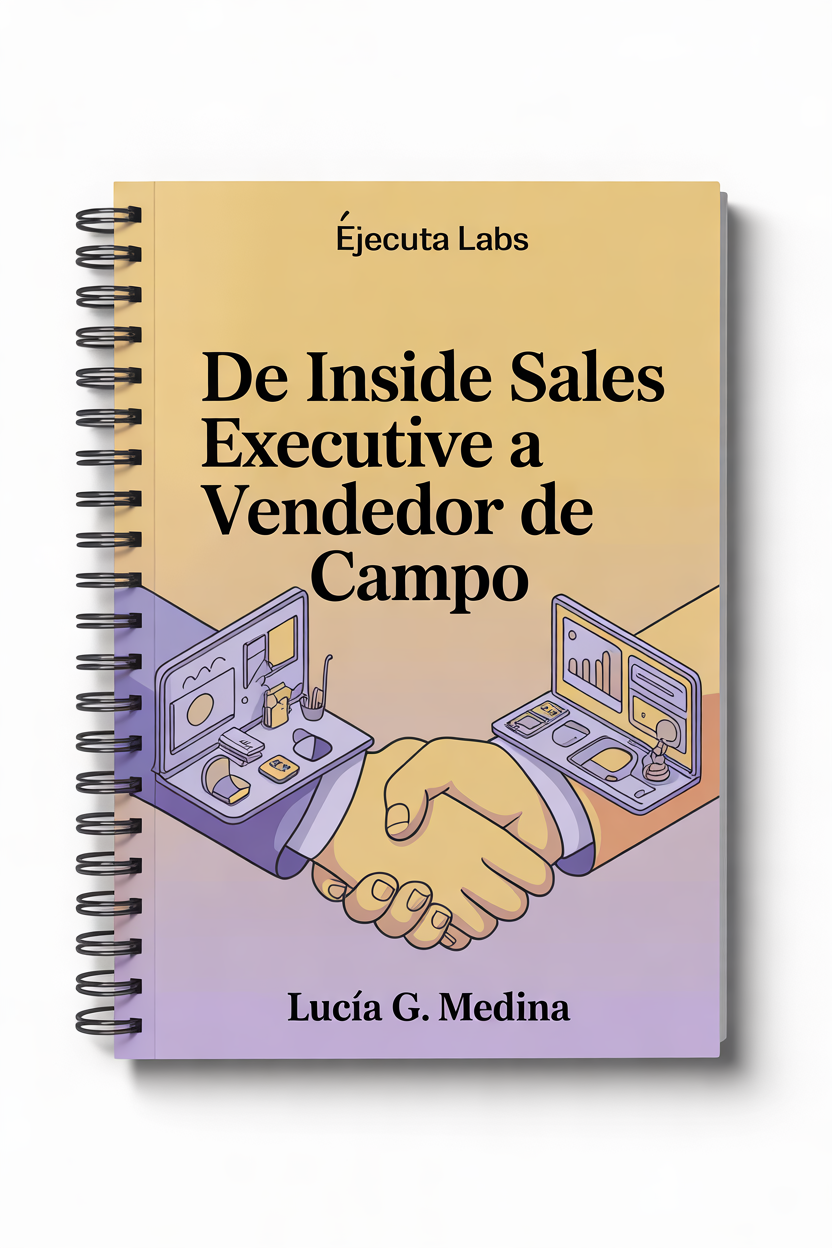 Éjecuta Labs
De Inside Sales
Executive a
Vendedor de
Campo
Lucía G. Medina